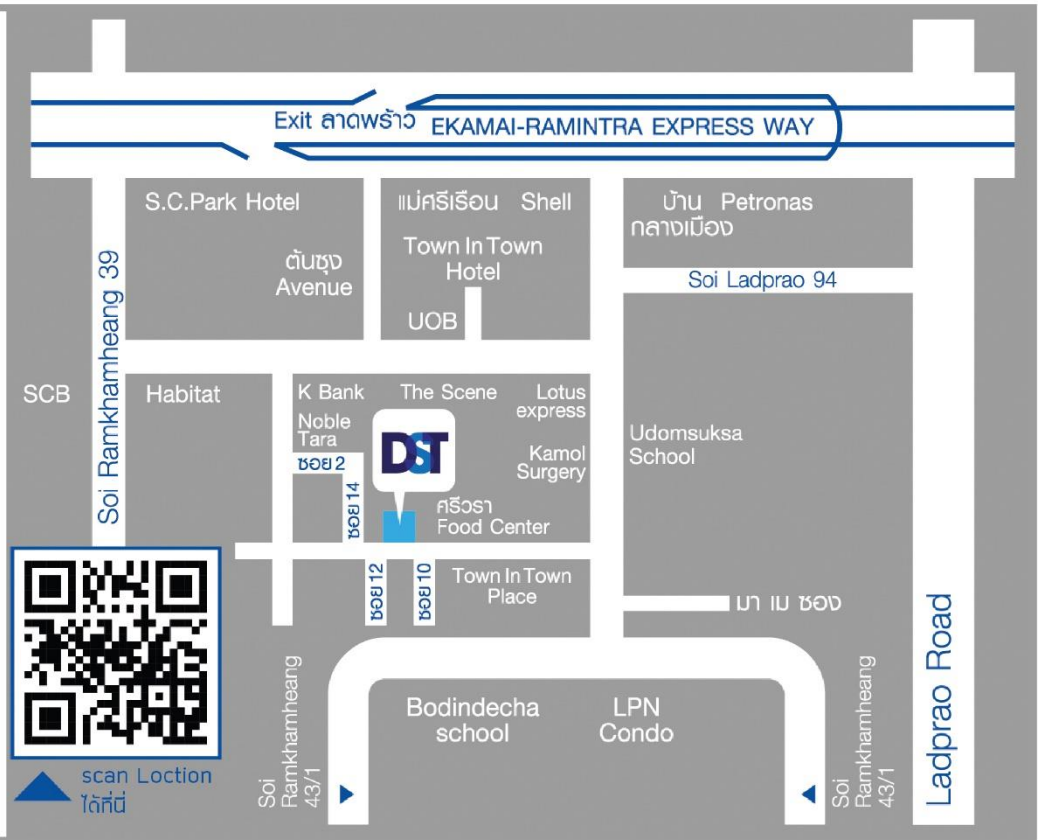 Exit ลาดพร้าว
EKAMAI-RAMINTRA EXPRESS WAY
S.C.Park Hotel
แม่ศรีเรือน Shell
บ้าน Petronas
กลางเมือง
Town In Town
Hotel
ต้นซุง
Avenue
Soi Ladprao 94
UOB
Soi Ramkhamheang 39
SCB
Habitat
K Bank
The Scene
Lotus
express
Noble
Tara
DST
ซอย 2
Kamol
Surgery
Udomsuksa
School
ซอย 14
ศรีวรา
Food Center
ซอย 12
ซอย 10
Town In Town
Place
มา เม ซอง
Ladprao Road
Bodindecha
school
LPN
Condo
Soi
Ramkhamheang
43/1
Soi
Ramkhamheang
43/1
scan Loction
ได้ที่นี่